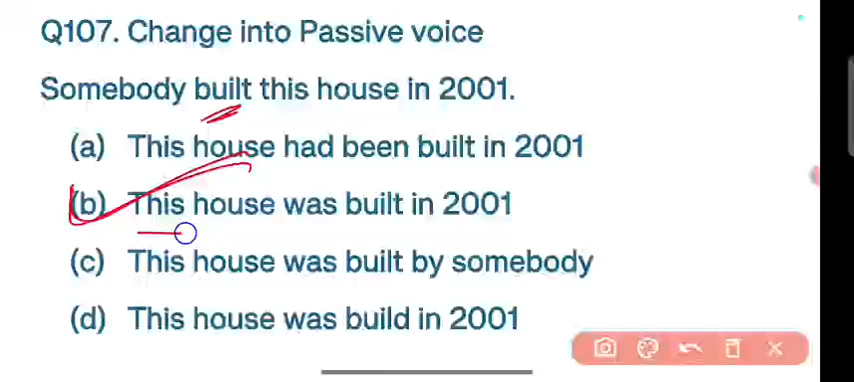 Q107. Change into Passive voice
Somebody built this house in 2001.
(a) This house had been built in 2001
(b) This house was built in 2001
(c) This house was built by somebody
(d) This house was build in 2001